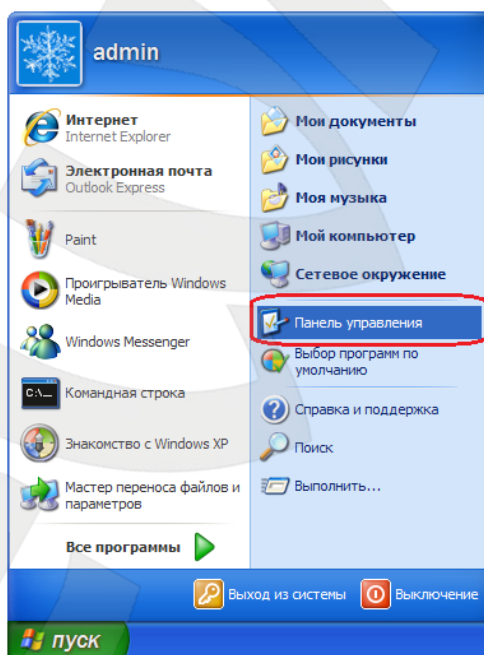 admin
Интернет
Internet Explorer
Электронная почта
Outlook Express
Paint
Проигрыватель Windows
Media
Windows Messenger
C:\_
Командная строка
Знакомство с Windows XP
Мастер переноса файлов и
параметров
Все программы
Мои документы
Мои рисунки
Моя музыка
Мой компьютер
Сетевое окружение
Панель управления
Выбор программ по
умолчанию
Справка и поддержка
Поиск
Выполнить...
Выход из системы
Выключение
пуск